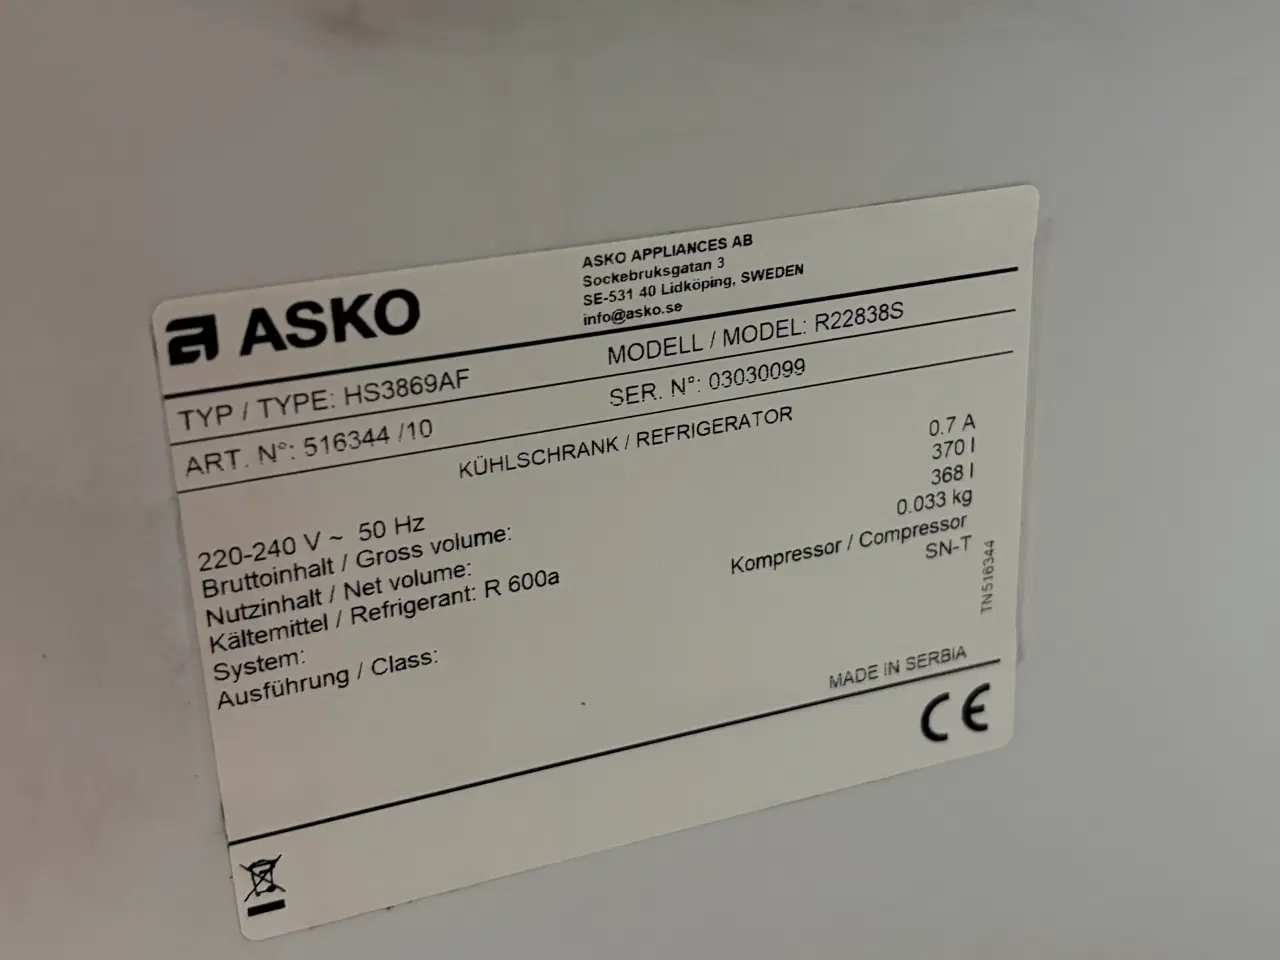 ASKO
ASKO APPLIANCES AB
Sockebruksgatan 3
SE-531 40 Lidköping, SWEDEN
info@asko.se
TYP / TYPE: HS3869AF MODELL / MODEL: R22838S
ART. N°: 516344 /10 SER. N°: 03030099
KÜHLSCHRANK / REFRIGERATOR
220-240 V ~ 50 Hz 0.7 A
Bruttoinhalt / Gross volume: 370 l
Nutzinhalt / Net volume: 368 l
Kältemittel / Refrigerant: R 600a 0.033 kg
System: Kompressor / Compressor
Ausführung / Class: SN-T
TN516344
MADE IN SERBIA
CE